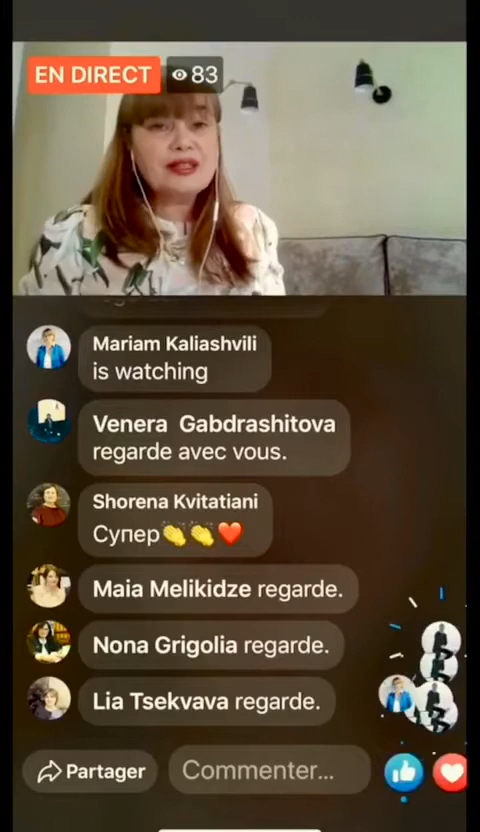 EN DIRECT 83
Mariam Kaliashvili
is watching
Venera Gabdrashitova
regarde avec vous.
Shorena Kvitatiani
Супер👏👏❤️
Maia Melikidze regarde.
Nona Grigolia regarde.
Lia Tsekvava regarde.
Partager Commenter...